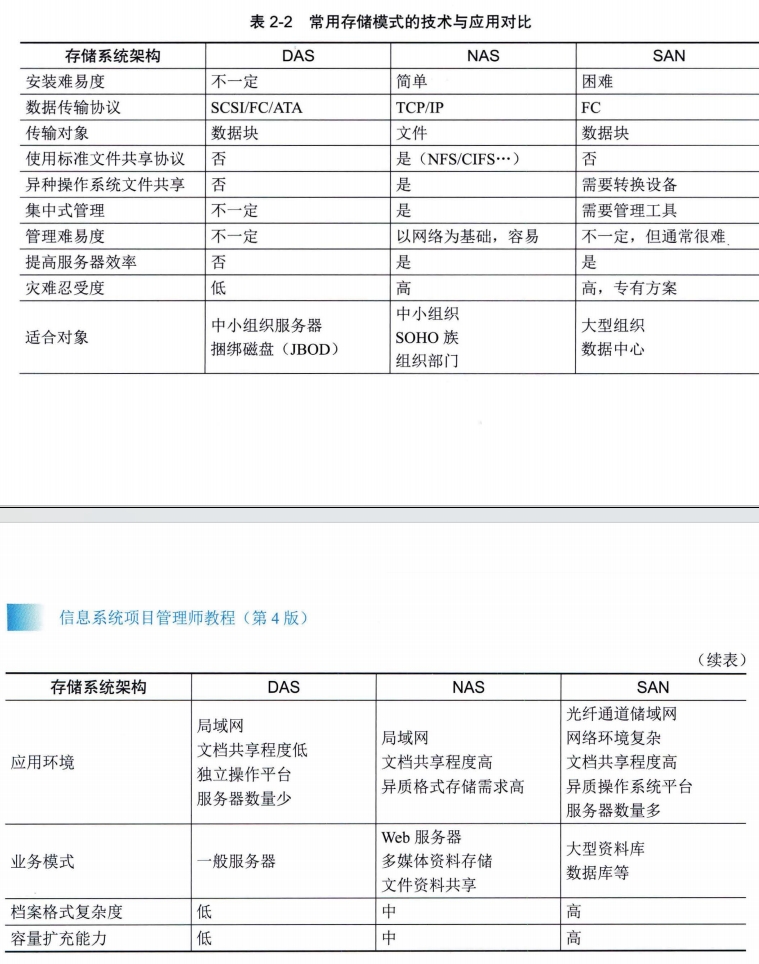 表 2-2 常用存储模式的技术与应用对比
存储系统架构 DAS NAS SAN
安装难易度 不一定 简单 困难
数据传输协议 SCSI/FC/ATA TCP/IP FC
传输对象 数据块 文件 数据块
使用标准文件共享协议 否 是（NFS/CIFS…） 否
异种操作系统文件共享 否 是 需要转换设备
集中式管理 不一定 是 需要管理工具
管理难易度 不一定 以网络为基础，容易 不一定，但通常很难
提高服务器效率 否 是 是
灾难忍受度 低 高 高，专有方案
适合对象
中小组织服务器
捆绑磁盘（JBOD）
中小组织
SOHO 族
组织部门
大型组织
数据中心
信息系统项目管理师教程（第 4 版）
（续表）
存储系统架构 DAS NAS SAN
应用环境
局域网
文档共享程度低
独立操作平台
服务器数量少
局域网
文档共享程度高
异质格式存储需求高
光纤通道储域网
网络环境复杂
文档共享程度高
异质操作系统平台
服务器数量多
业务模式
一般服务器
Web 服务器
多媒体资料存储
文件资料共享
大型资料库
数据库等
档案格式复杂度 低 中 高
容量扩充能力 低 中 高